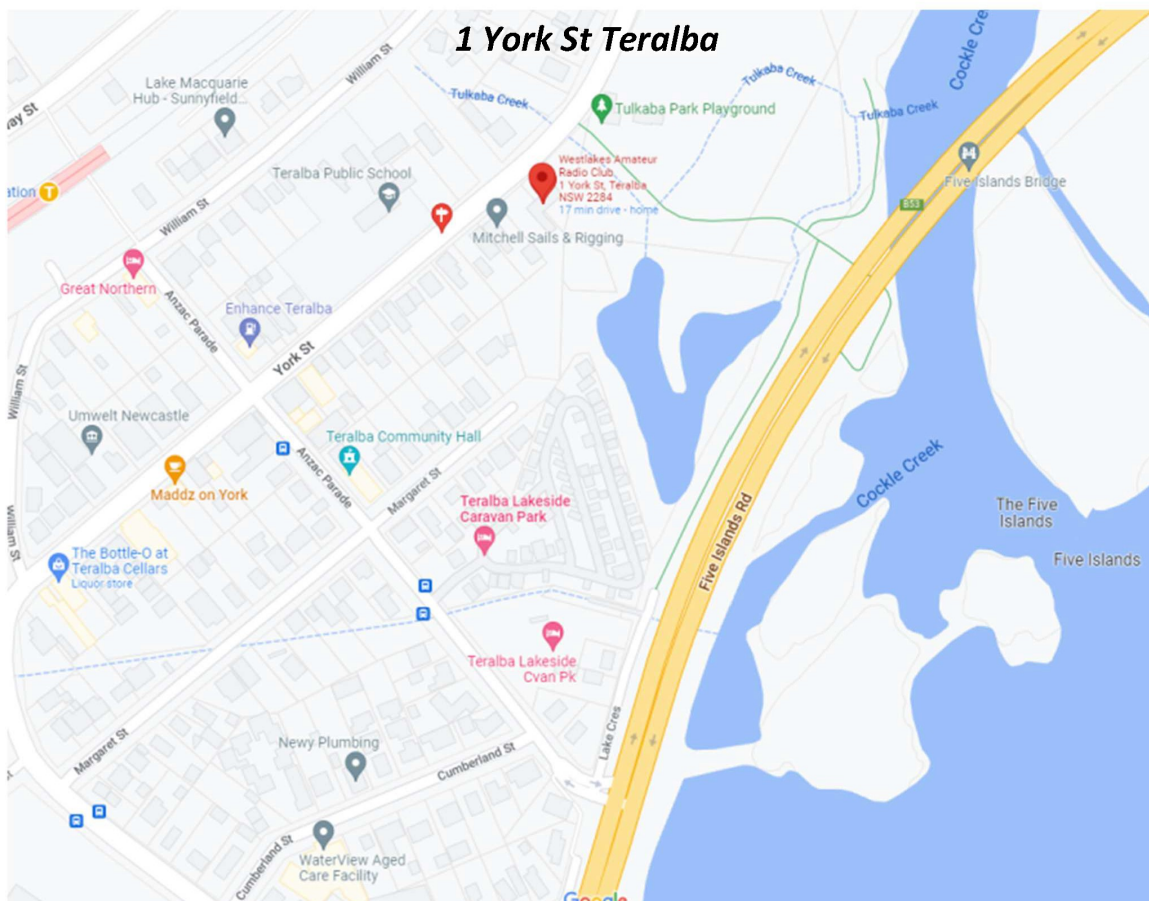 1 York St Teralba
Cockle Cre
William St
Lake Macquarie
Hub - Sunnyfield...
Tulkaba Creek
Tulkaba Creek
Tulkaba Creek
Tulkaba Park Playground
way St
Westlakes Amateur
Radio Club,
1 York St, Teralba
NSW 2284
17 min drive - home
Teralba Public School
ation
T
Five Islands Bridge
B53
William St
Mitchell Sails & Rigging
Great Northern
Anzac Parade
Enhance Teralba
York St
William St
Umwelt Newcastle
Teralba Community Hall
Anzac Parade
Margaret St
Maddz on York
Teralba Lakeside
Caravan Park
Cockle Creek
The Five
Islands
Five Islands
William St
The Bottle-O at
Teralba Cellars
Liquor store
Five Islands Rd
Teralba Lakeside
Cvan Pk
Lake Cres
Margaret St
Newy Plumbing
Cumberland St
Cumberland St
WaterView Aged
Care Facility
Google